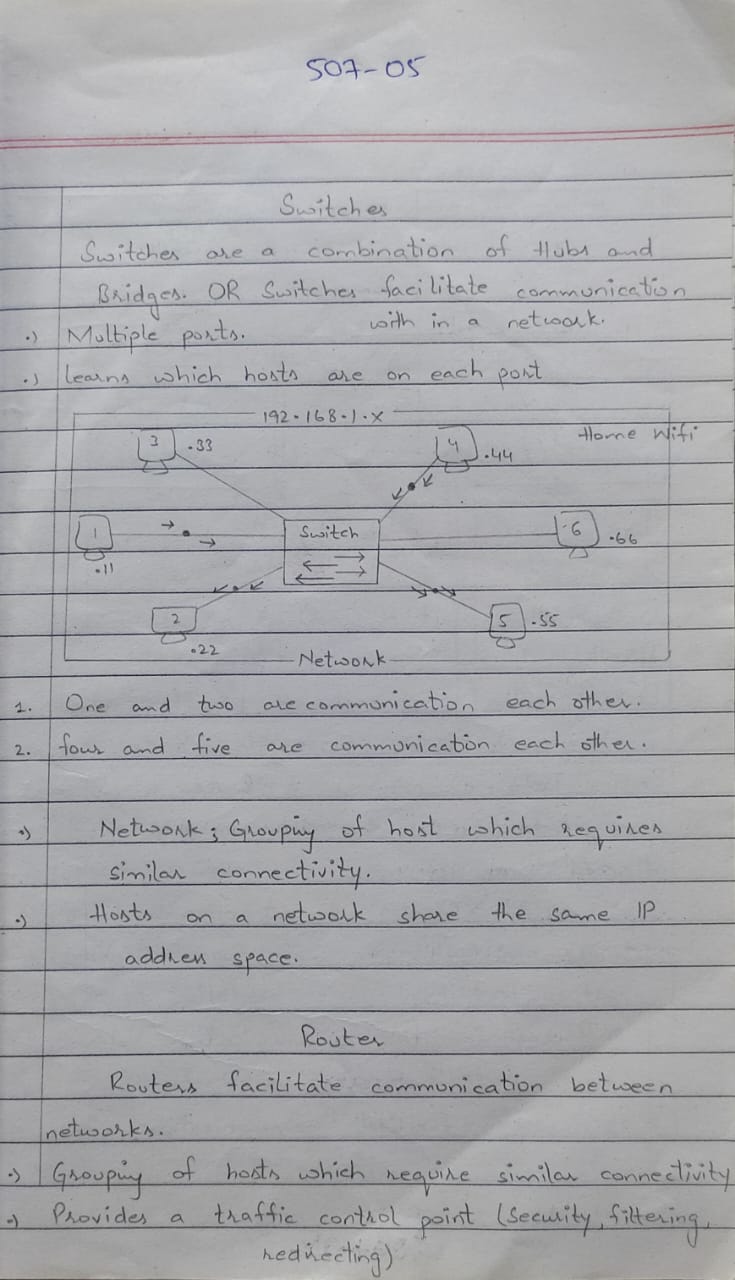 507-05
Switches
Switches are a combination of Hubs and
Bridges. OR Switches facilitate communication
with in a network.
•) Multiple ports.
•) learns which hosts are on each port
192.168.1.x
Home Wifi
3 .33
4 .44
1 .11
Switch
6 .66
2 .22
5 .55
Network
1. One and two are communication each other.
2. four and five are communication each other.
•) Network; Grouping of host which requires
similar connectivity.
•) Hosts on a network share the same IP
address space.
Router
Routers facilitate communication between
networks.
•) Grouping of hosts which require similar connectivity
•) Provides a traffic control point (Security, filtering,
redirecting)